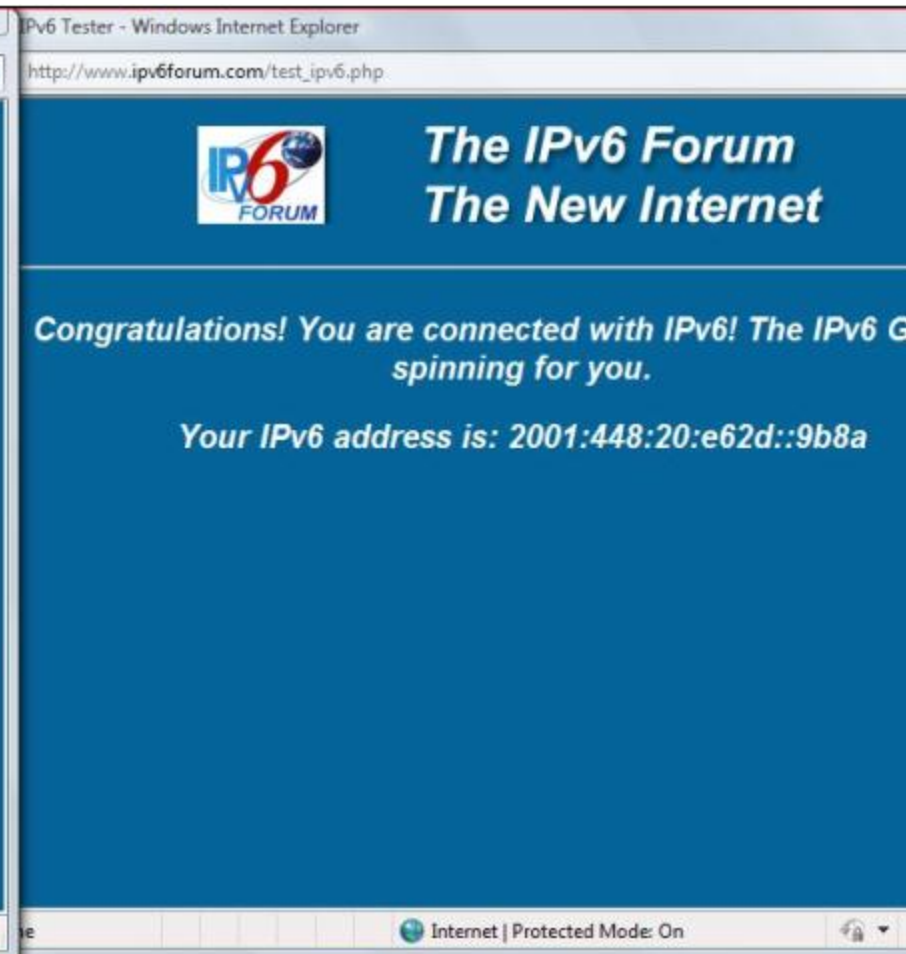 IPv6 Tester - Windows Internet Explorer
http://www.ipv6forum.com/test_ipv6.php
IPv6
FORUM
The IPv6 Forum
The New Internet
Congratulations! You are connected with IPv6! The IPv6 G
spinning for you.
Your IPv6 address is: 2001:448:20:e62d::9b8a
ne
Internet | Protected Mode: On